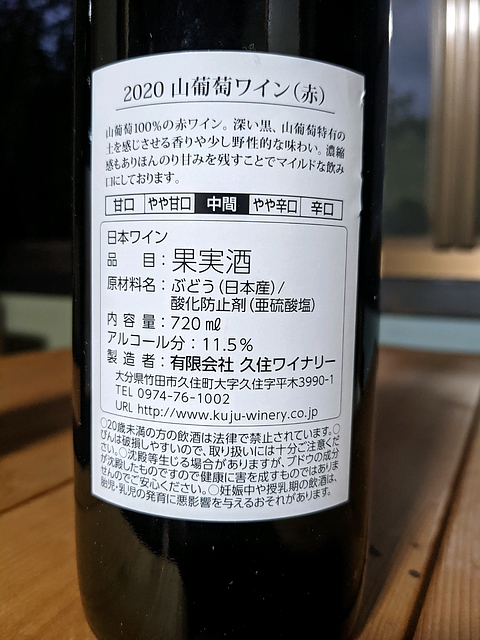 2020 山葡萄ワイン(赤)
山葡萄100%の赤ワイン。深い黒、山葡萄特有の
土を感じさせる香りや少し野性的な味わい。濃縮
感もありほんのり甘みを残すことでマイルドな飲み
口にしております。
甘口 やや甘口 中間 やや辛口 辛口
日本ワイン
品 目:果実酒
原材料名:ぶどう(日本産)/
酸化防止剤(亜硫酸塩)
内 容 量:720㎖
アルコール分:11.5%
製 造 者:有限会社 久住ワイナリー
大分県竹田市久住町大字久住字平木3990-1
TEL 0974-76-1002
URL http://www.kuju-winery.co.jp
○20歳未満の方の飲酒は法律で禁止されています。○
びんは破損しやすいので、取り扱いには十分ご注意くだ
さい。○沈殿等生じる場合がありますが、ブドウの成分
が沈殿したものですので健康に害を成すものではありま
せんのでご安心ください。○妊娠中や授乳期の飲酒は、
胎児・乳児の発育に悪影響を与えるおそれがあります。